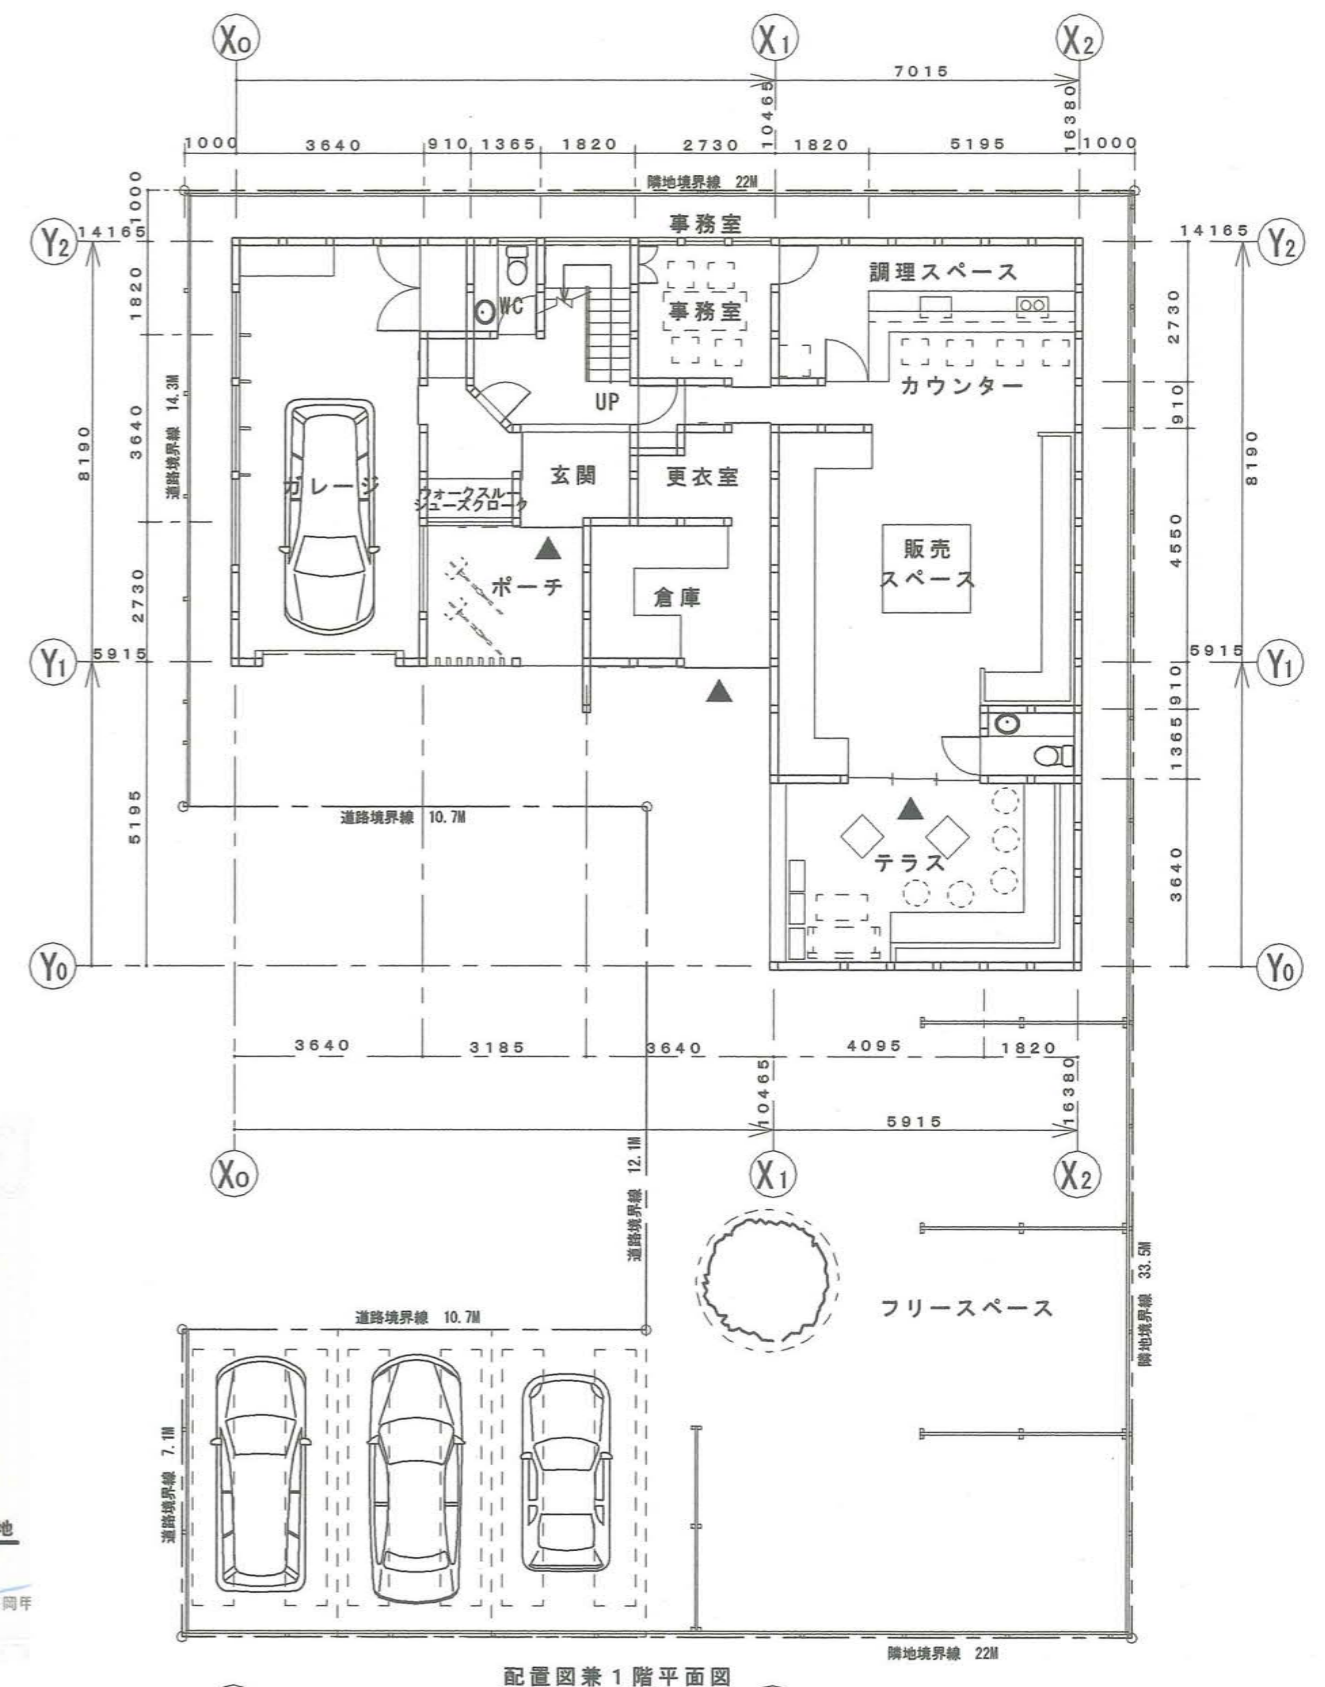 X0
X1
X2
7015
10465
16380
1000
3640
910
1365
1820
2730
1820
5195
1000
隣地境界線 22M
1000
事務室
Y2
14165
14165
Y2
調理スペース
1820
WC
事務室
2730
カウンター
UP
910
道路境界線 14.3M
3640
8190
8190
ガレージ
ウォークスルー
シューズクローク
玄関
更衣室
4550
販売
スペース
2730
ポーチ
倉庫
Y1
5915
5915
Y1
910
1365
5195
道路境界線 10.7M
テラス
3640
Y0
Y0
3640
3185
3640
4095
1820
10465
16380
5915
X0
X1
X2
道路境界線 12.1M
隣地境界線 33.5M
フリースペース
道路境界線 10.7M
道路境界線 7.1M
地
岡年
隣地境界線 22M
配置図兼1階平面図